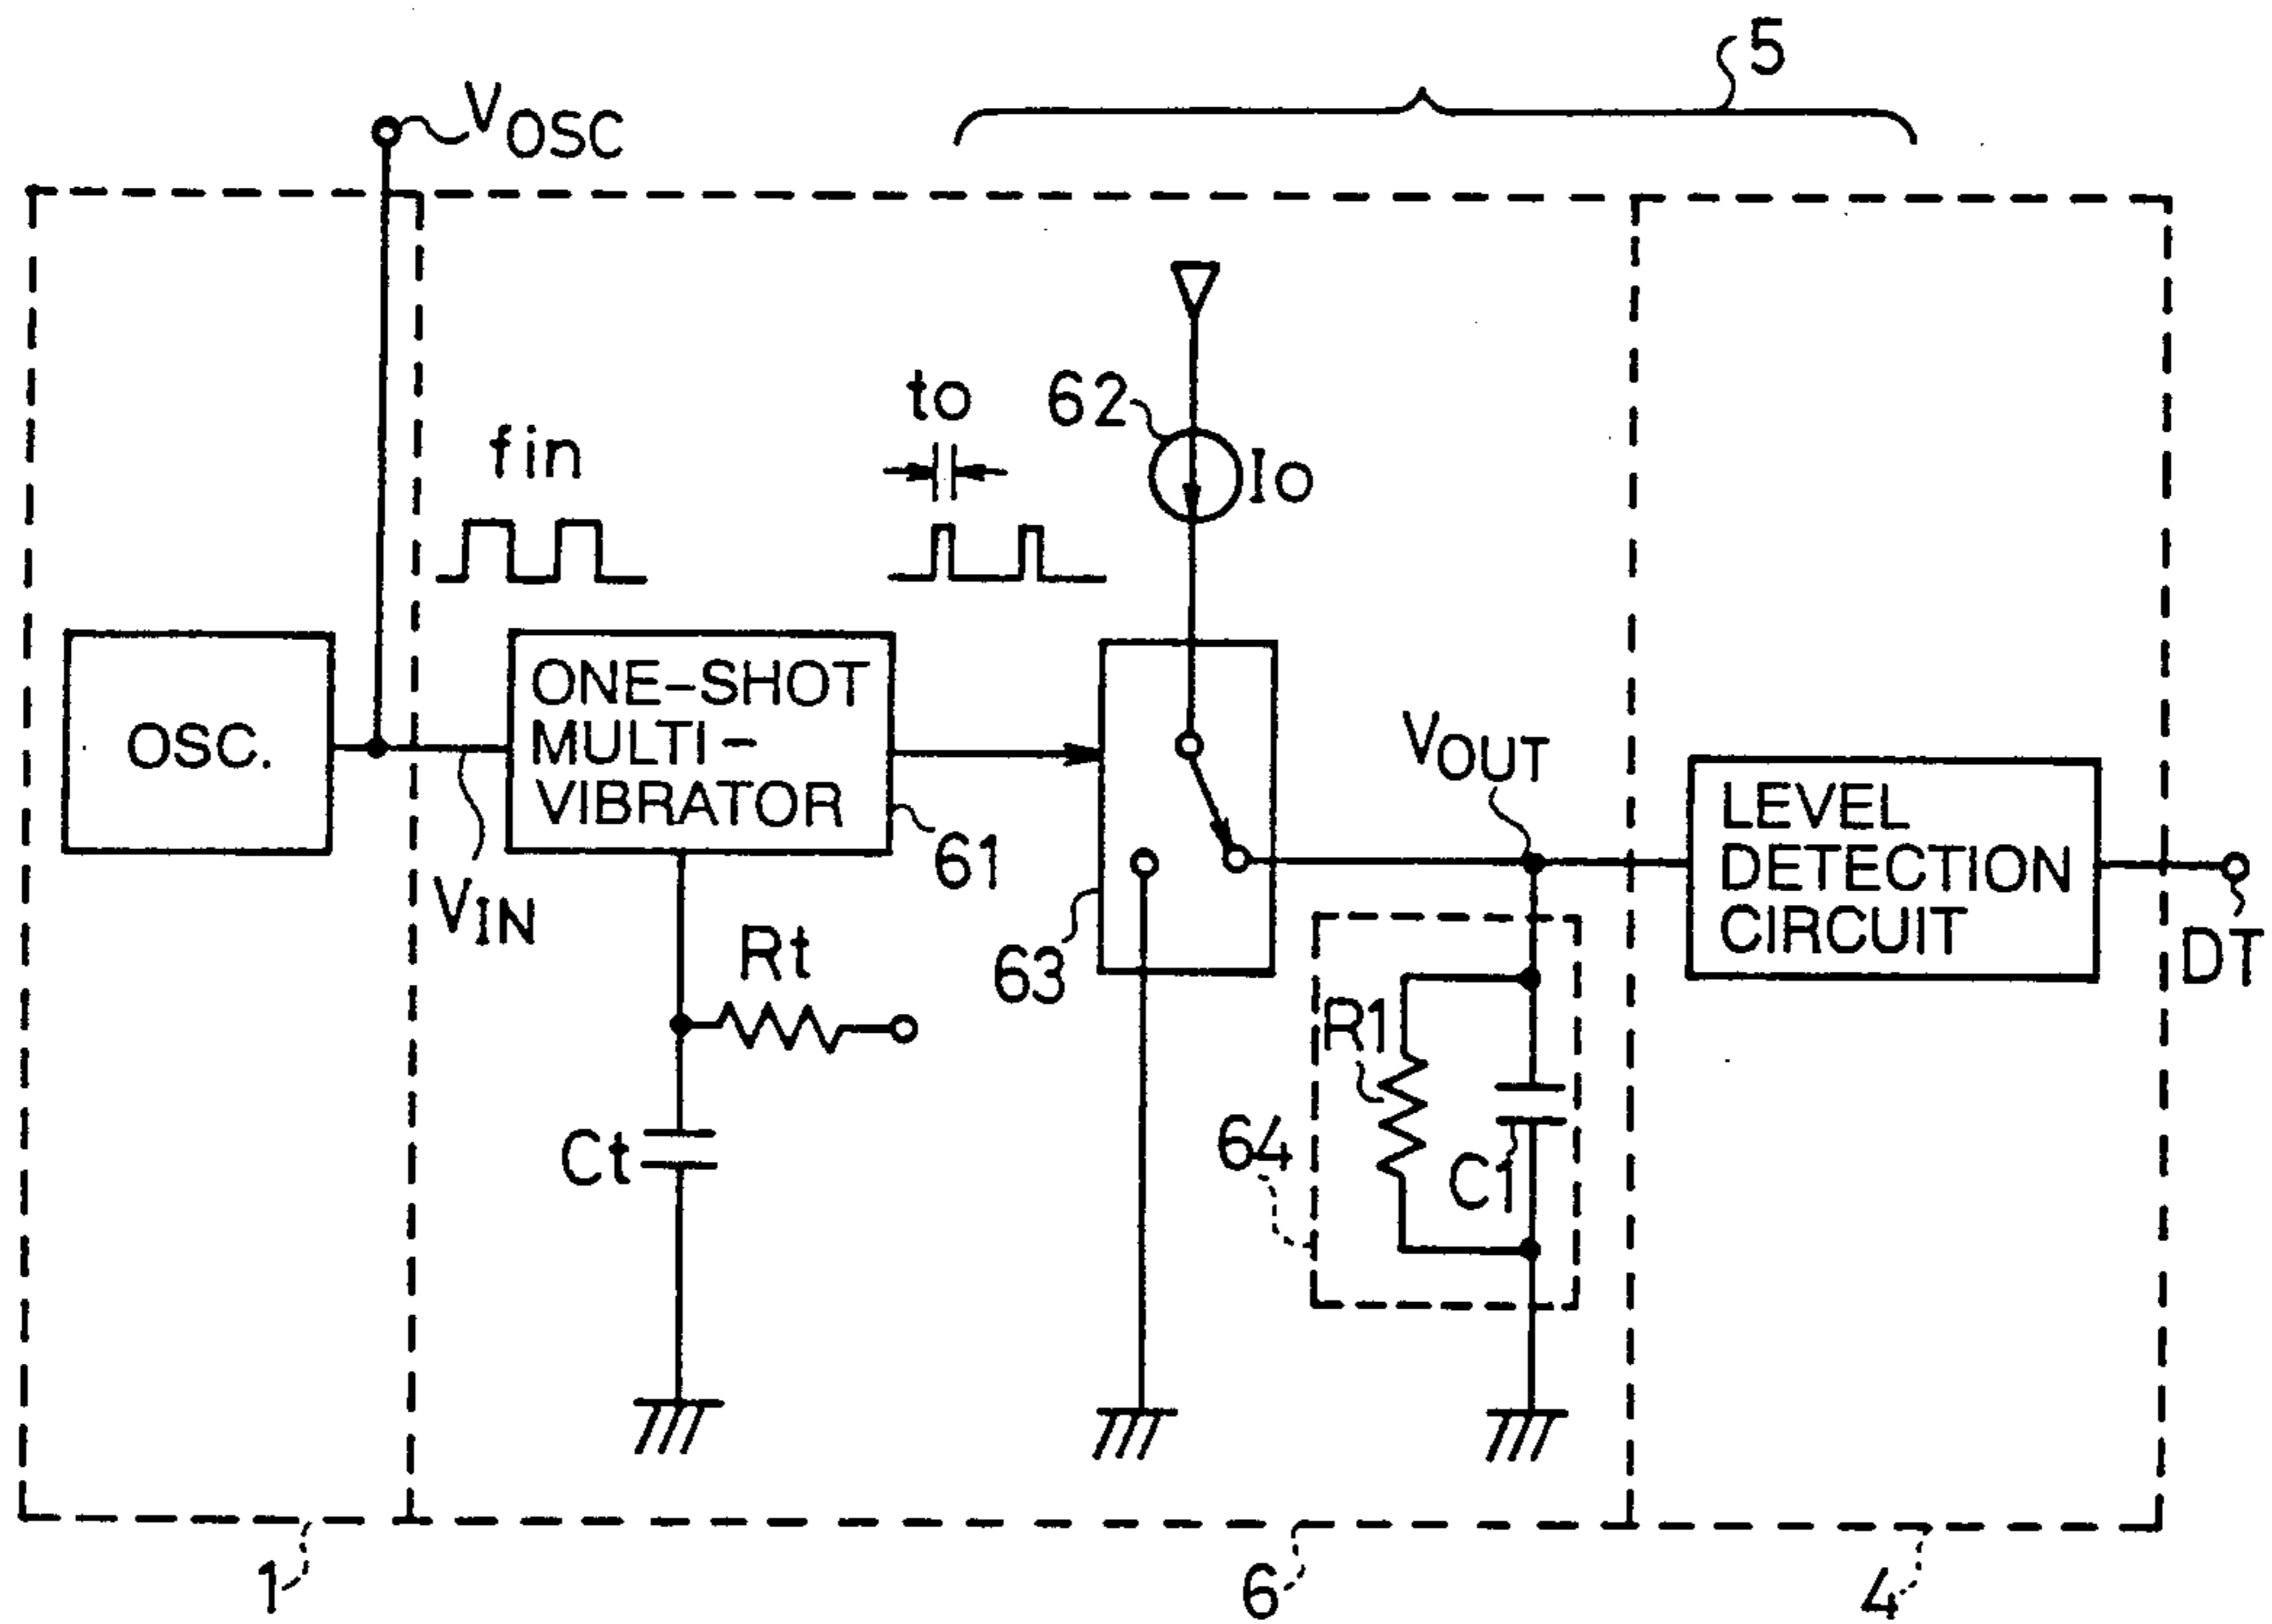 5
VOSC
to
62
fin
Io
OSC.
ONE-SHOT
MULTI-
VIBRATOR
VOUT
LEVEL
DETECTION
CIRCUIT
61
VIN
Rt
63
DT
R1
64
Ct
C1
1
6
4